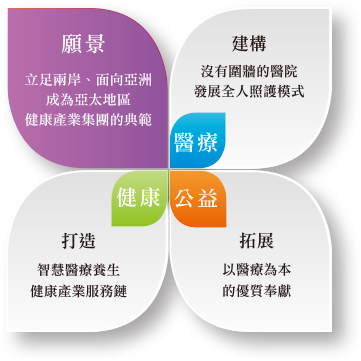 願景
立足兩岸、面向亞洲
成為亞太地區
健康產業集團的典範
建構
沒有圍牆的醫院
發展全人照護模式
醫療
健康
公益
打造
智慧醫療養生
健康產業服務鏈
拓展
以醫療為本
的優質奉獻